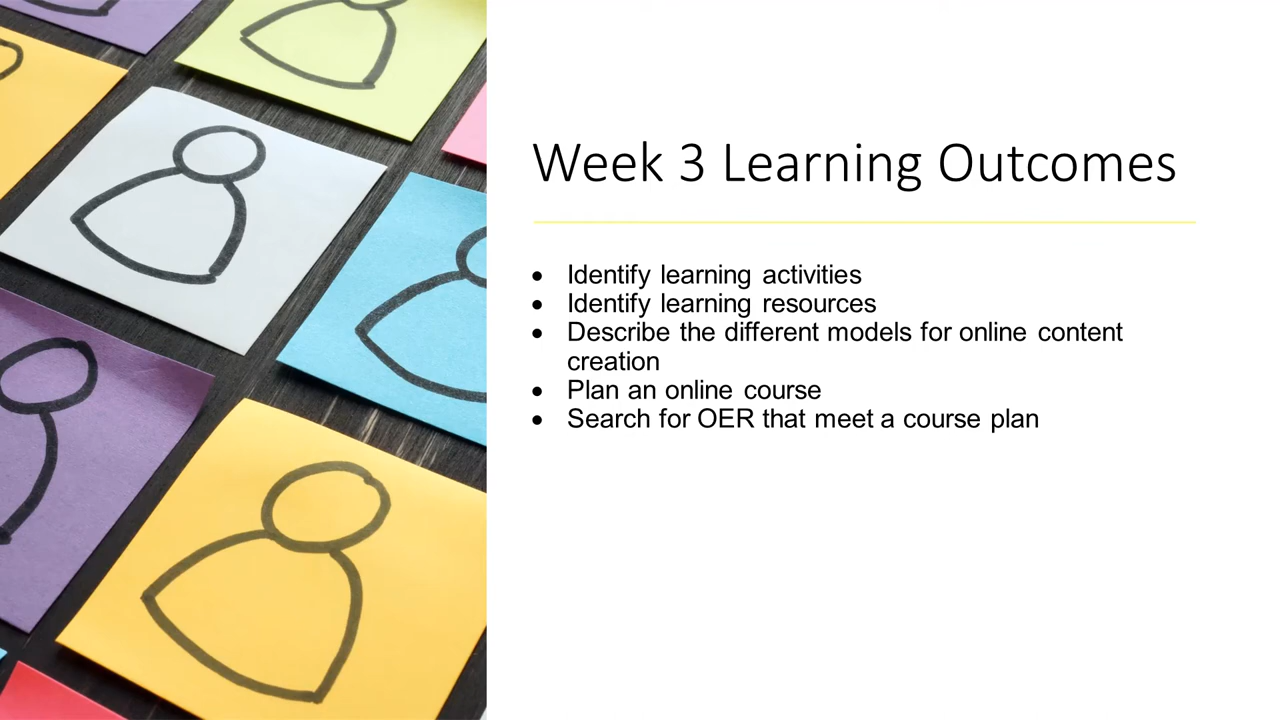 Week 3 Learning Outcomes
• Identify learning activities
• Identify learning resources
• Describe the different models for online content
creation
• Plan an online course
• Search for OER that meet a course plan